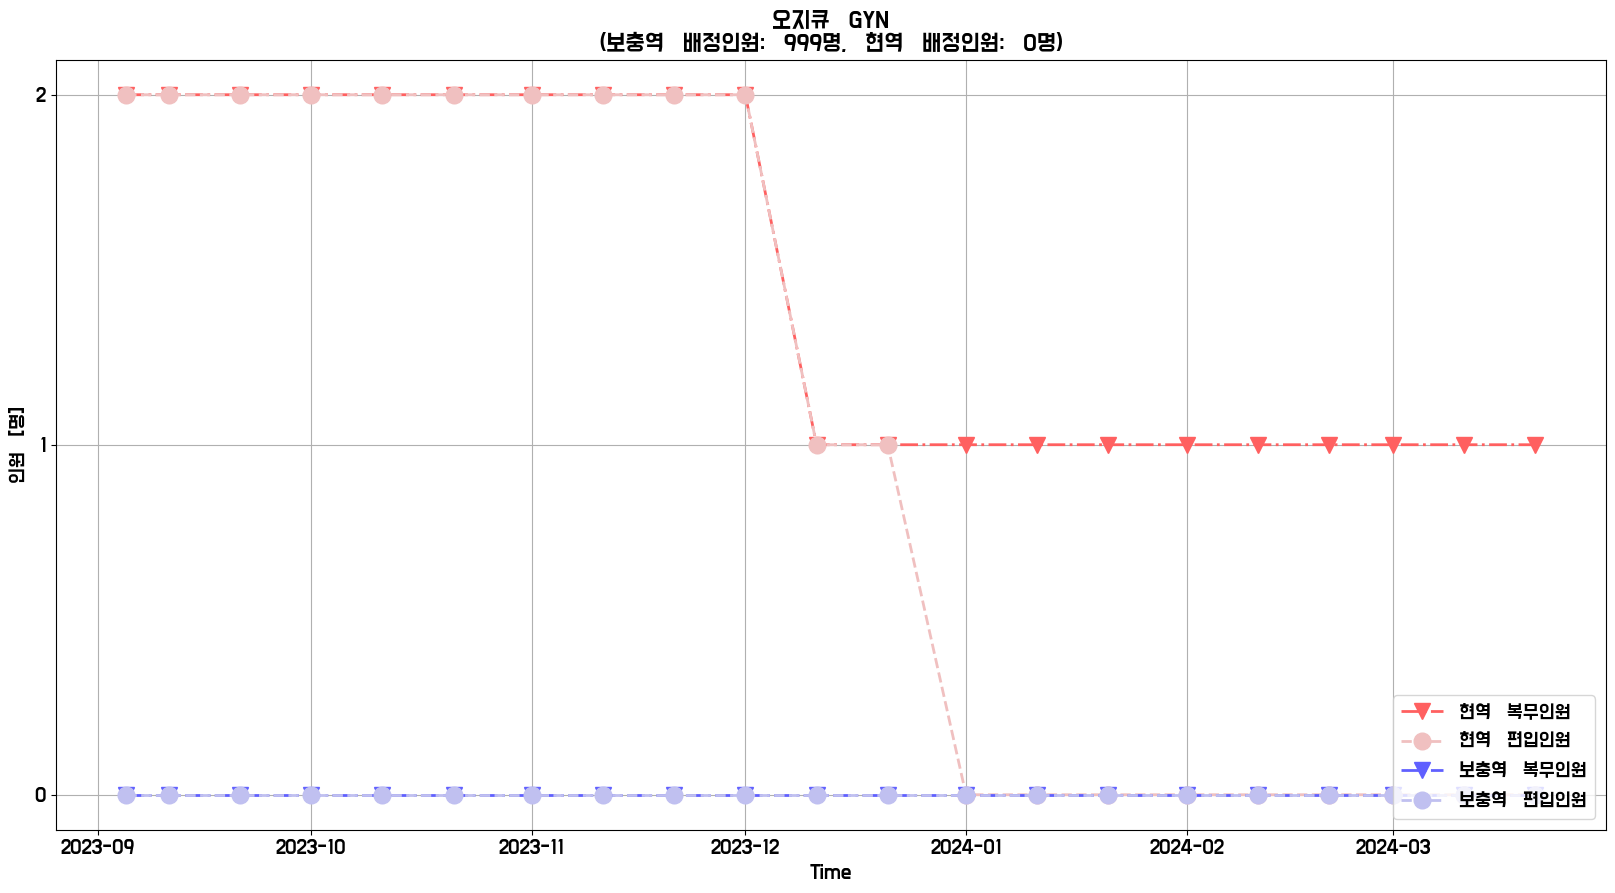 오지큐 GYN
(보충역 배정인원: 999명, 현역 배정인원: 0명)
인원 [명]
2
1
0
2023-09
2023-10
2023-11
2023-12
2024-01
2024-02
2024-03
Time
현역 복무인원
현역 편입인원
보충역 복무인원
보충역 편입인원